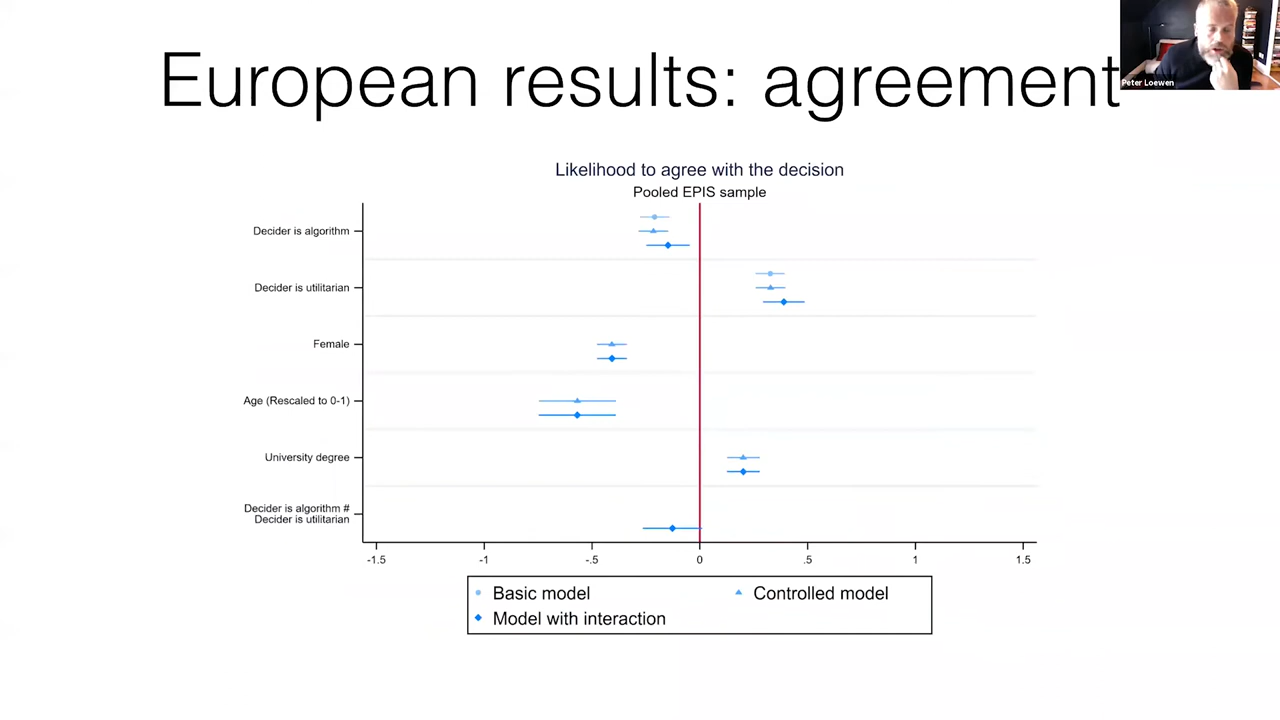 European results: agreement
Peter Loewen
Likelihood to agree with the decision
Pooled EPIS sample
Decider is algorithm
Decider is utilitarian
Female
Age (Rescaled to 0-1)
University degree
Decider is algorithm #
Decider is utilitarian
-1.5 -1 -.5 0 .5 1 1.5
Basic model Controlled model
Model with interaction